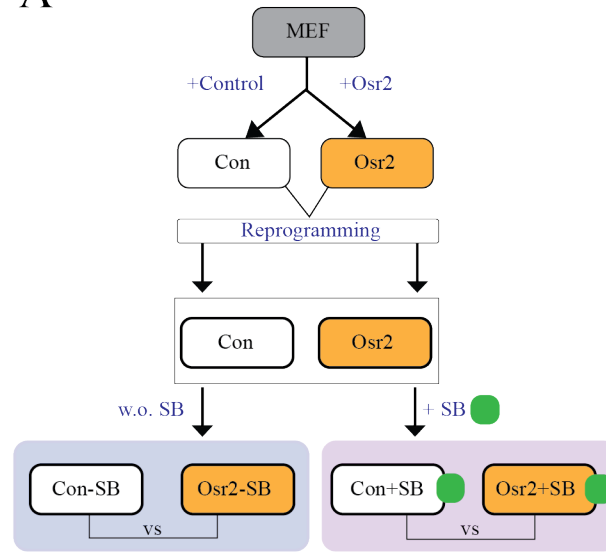 A
MEF
+Control
+Osr2
Con
Osr2
Reprogramming
Con
Osr2
w.o. SB
+ SB
Con-SB
Osr2-SB
Con+SB
Osr2+SB
vs
vs